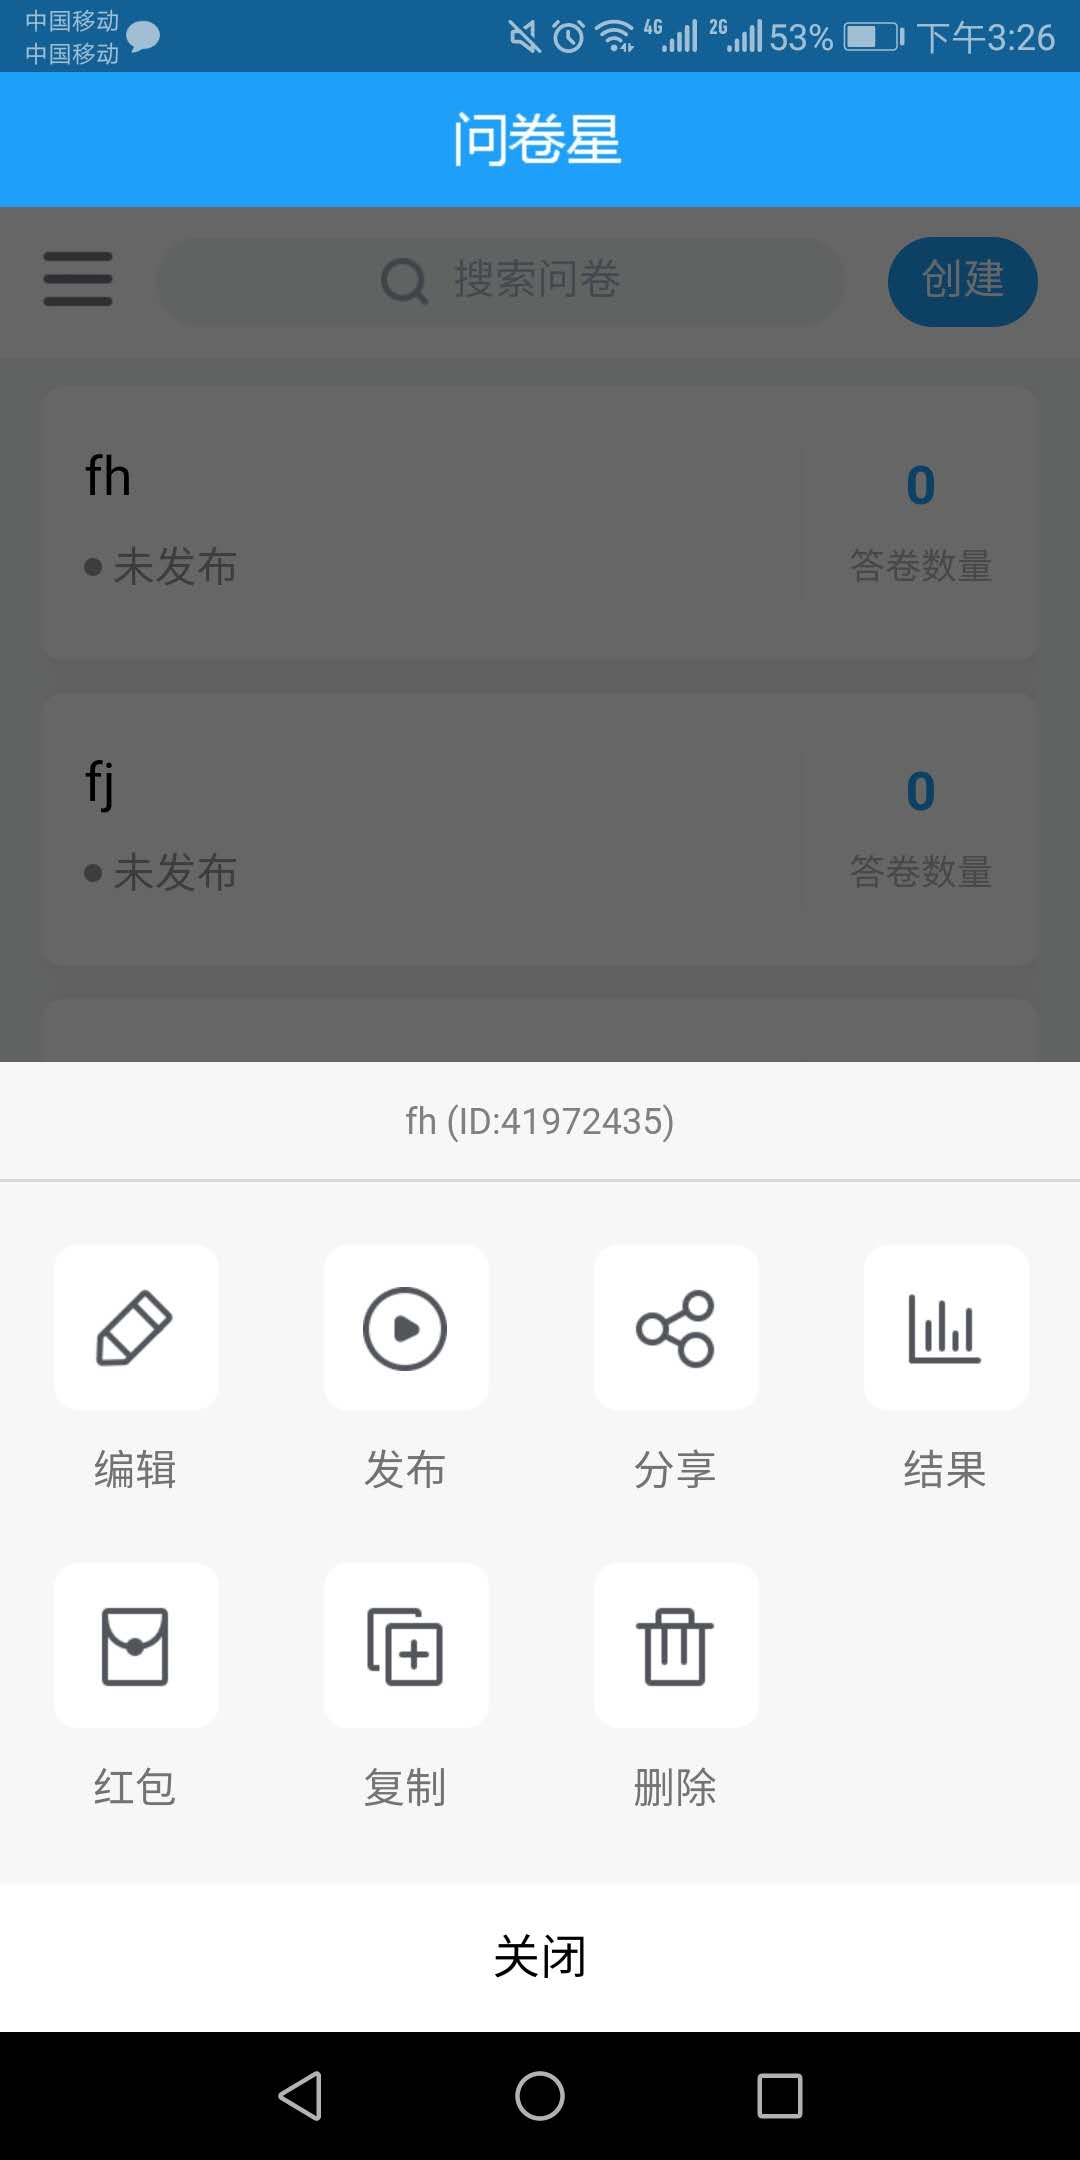 中国移动
中国移动
4G 2G 53% 下午3:26
问卷星
搜索问卷
创建
fh
0
未发布
答卷数量
fj
0
未发布
答卷数量
fh (ID:41972435)
编辑 发布 分享 结果
红包 复制 删除
关闭